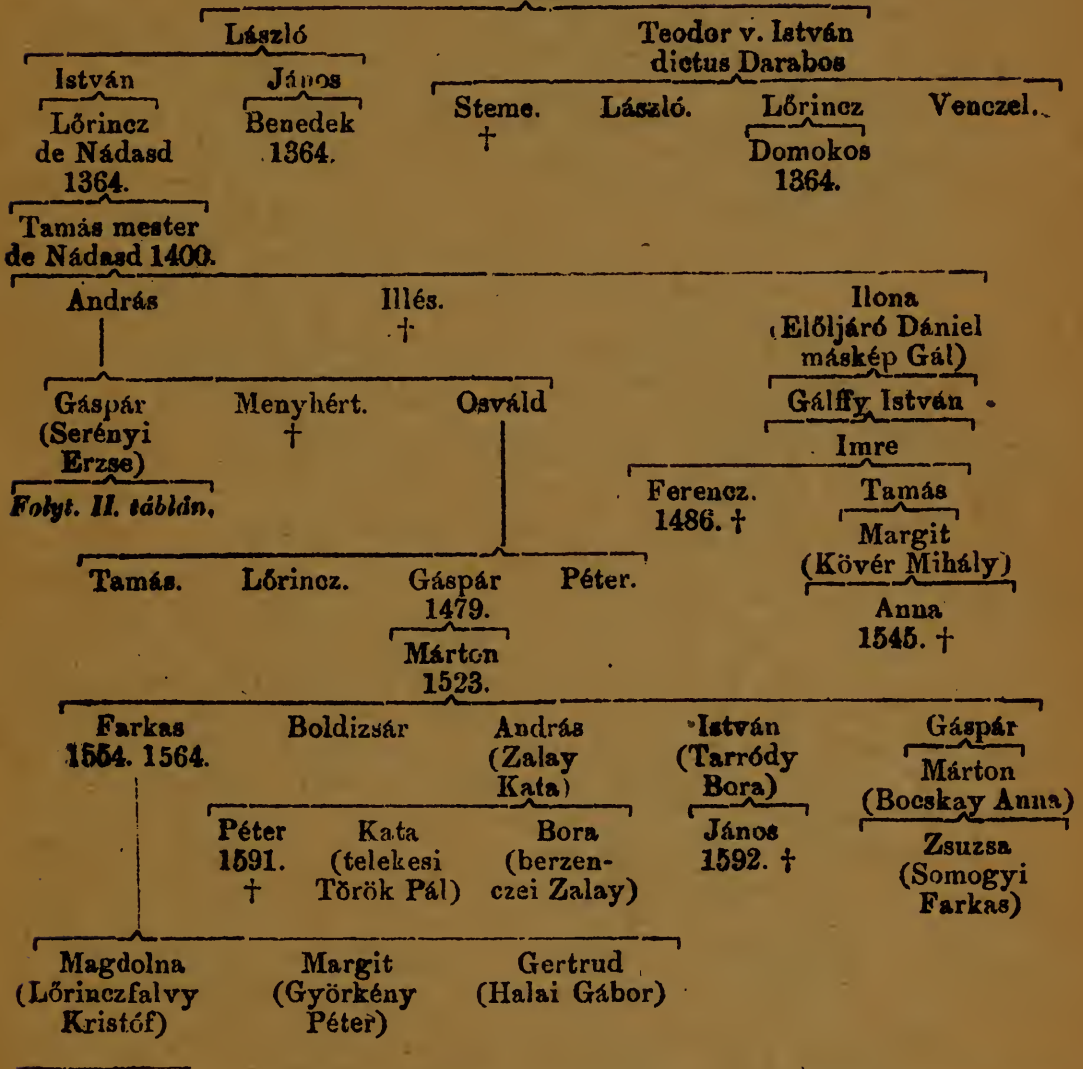 László
Teodor v. István
dictus Darabos
István
János
Steme.
László.
Lőrincz
Venczel.
Lőrincz
de Nádasd
1364.
Benedek
1364.
†
Domokos
1364.
Tamás mester
de Nádasd 1400.
András
Illés.
†
Ilona
(Előljáró Dániel
máskép Gál)
Gáspár
(Serényi
Erzse)
Menyhért.
†
Osváld
Gálffy István
Imre
Folyt. II. táblán.
Ferencz.
1486. †
Tamás
Margit
(Kövér Mihály)
Tamás.
Lőrincz.
Gáspár
1479.
Péter.
Anna
1545. †
Márton
1523.
Farkas
1554. 1564.
Boldizsár
András
(Zalay
Kata)
István
(Tarródy
Bora)
Gáspár
Márton
(Bocskay Anna)
Péter
1591.
†
Kata
(telekesi
Török Pál)
Bora
(berzen-
czei Zalay)
János
1592. †
Zsuzsa
(Somogyi
Farkas)
Magdolna
(Lőrinczfalvy
Kristóf)
Margit
(Györkény
Péter)
Gertrud
(Halai Gábor)